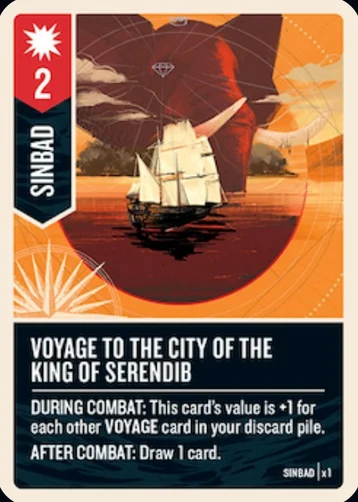 2
SINBAD
VOYAGE TO THE CITY OF THE
KING OF SERENDIB
DURING COMBAT: This card's value is +1 for
each other VOYAGE card in your discard pile.
AFTER COMBAT: Draw 1 card.
SINBAD | x1